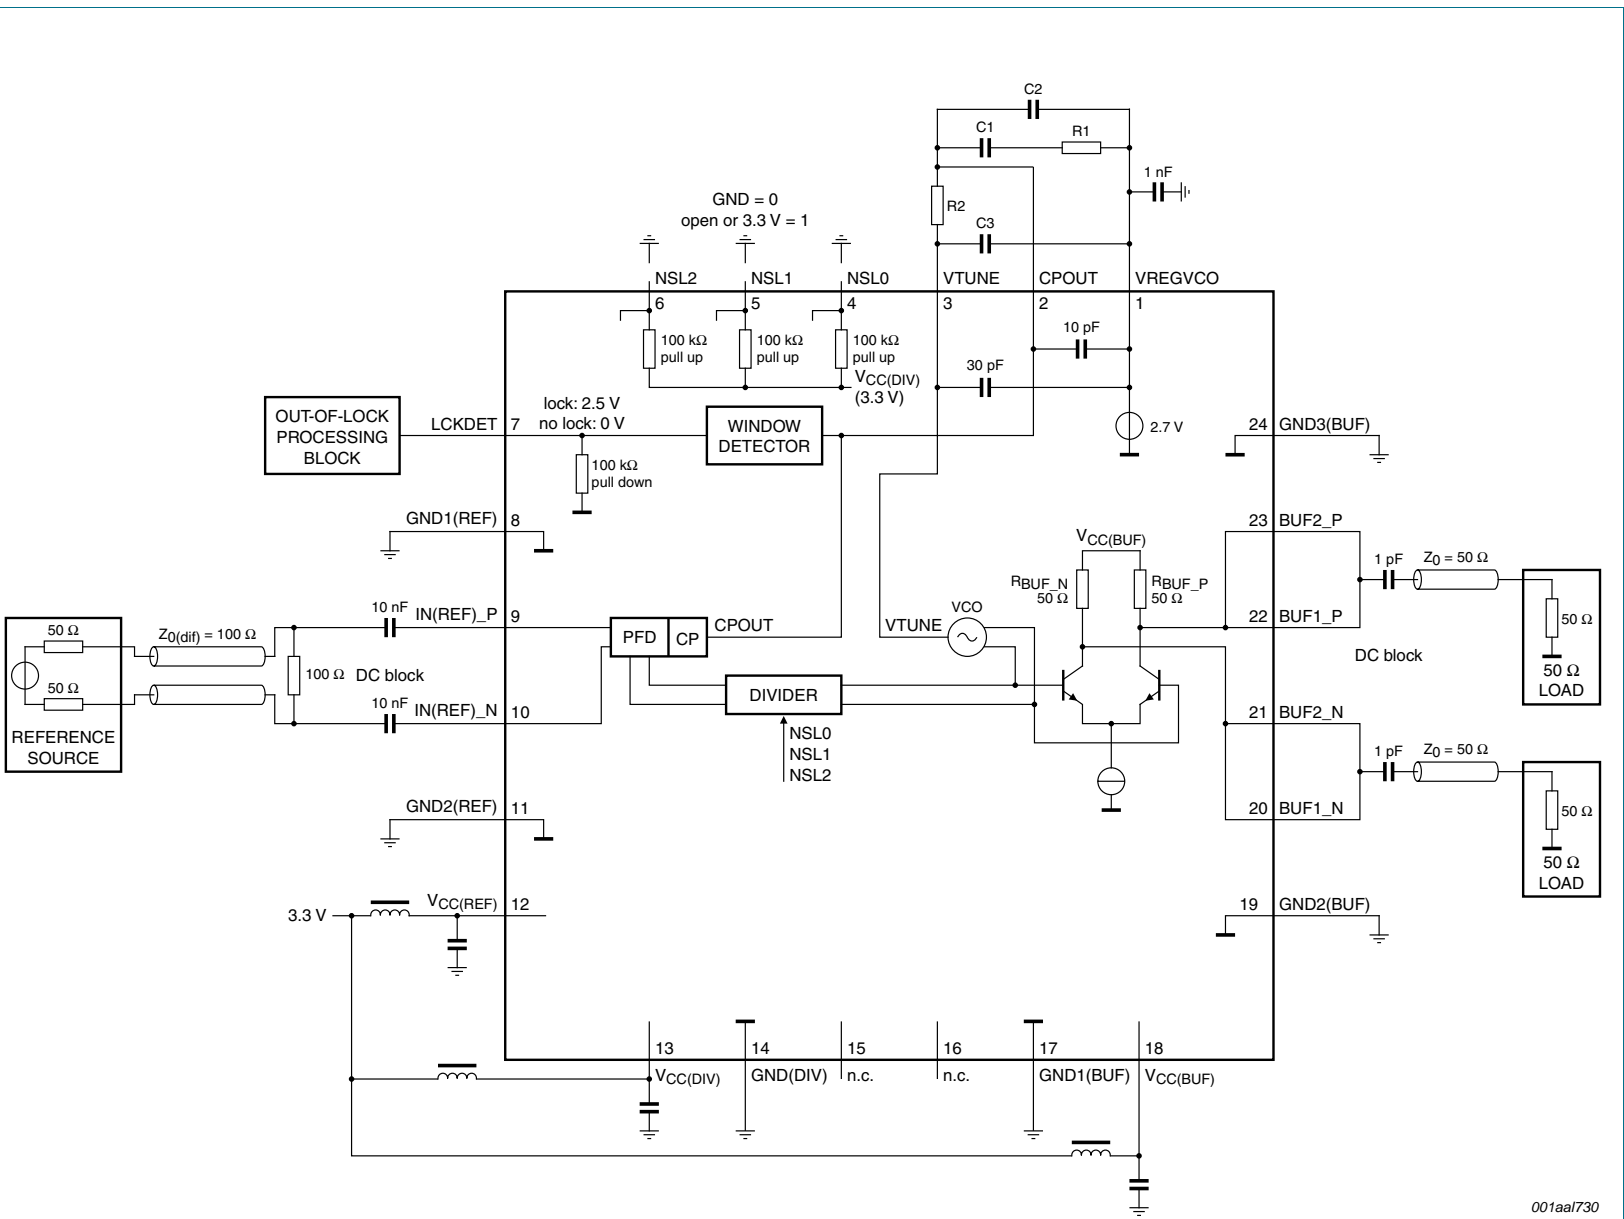 C2
C1
R1
1 nF
GND = 0
open or 3.3 V = 1
R2
C3
NSL2
NSL1
NSL0
VTUNE
CPOUT
VREGVCO
6
5
4
3
2
1
100 kΩ
pull up
100 kΩ
pull up
100 kΩ
pull up
10 pF
30 pF
VCC(DIV)
(3.3 V)
OUT-OF-LOCK
PROCESSING
BLOCK
LCKDET
7
lock: 2.5 V
no lock: 0 V
WINDOW
DETECTOR
2.7 V
24
GND3(BUF)
100 kΩ
pull down
GND1(REF)
8
23
BUF2_P
VCC(BUF)
RBUF_N
50 Ω
RBUF_P
50 Ω
1 pF
Z0 = 50 Ω
10 nF
IN(REF)_P
9
VCO
22
BUF1_P
50 Ω
50 Ω
Z0(dif) = 100 Ω
PFD
CP
CPOUT
VTUNE
DC block
100 Ω
DC block
50 Ω
LOAD
50 Ω
DIVIDER
10 nF
IN(REF)_N
10
21
BUF2_N
REFERENCE
SOURCE
NSL0
NSL1
NSL2
1 pF
Z0 = 50 Ω
GND2(REF)
11
20
BUF1_N
50 Ω
50 Ω
LOAD
3.3 V
VCC(REF)
12
19
GND2(BUF)
13
14
15
16
17
18
VCC(DIV)
GND(DIV)
n.c.
n.c.
GND1(BUF)
VCC(BUF)
001aal730